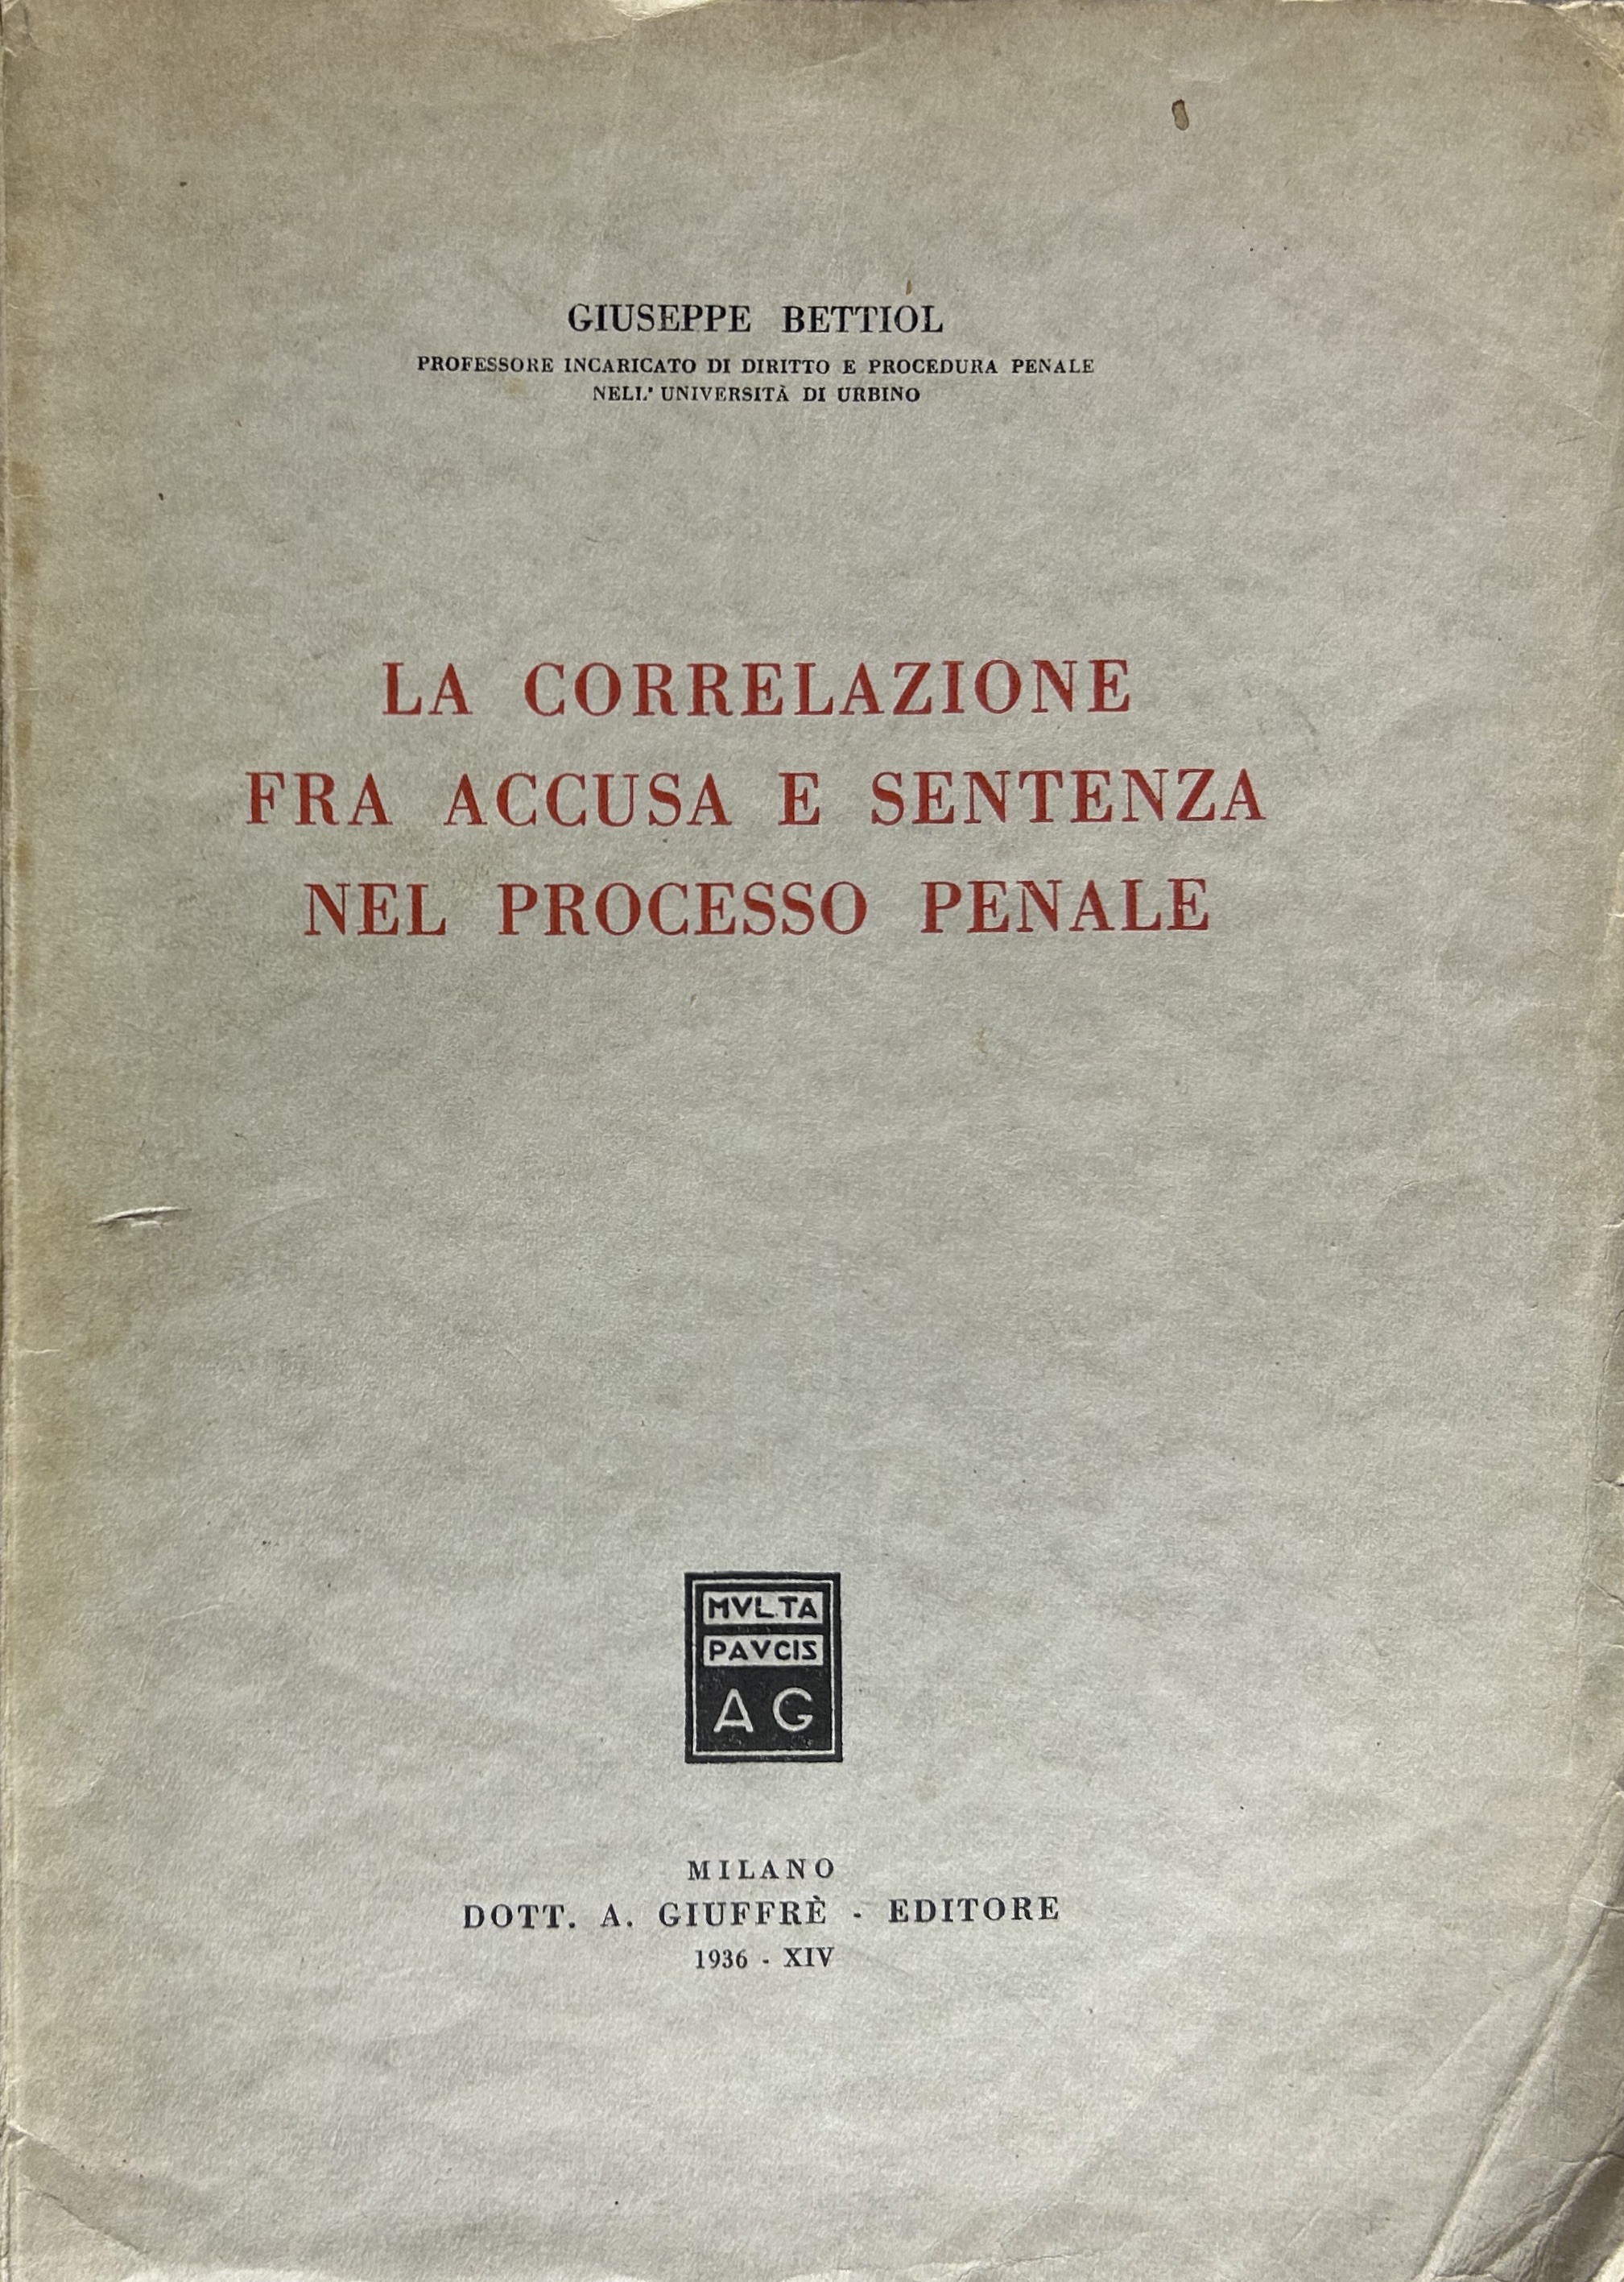 GIUSEPPE BETTIOL
PROFESSORE INCARICATO DI DIRITTO E PROCEDURA PENALE
NELL' UNIVERSITÀ DI URBINO
LA CORRELAZIONE
FRA ACCUSA E SENTENZA
NEL PROCESSO PENALE
MVLTA
PAVCIS
AG
MILANO
DOTT. A. GIUFFRÈ - EDITORE
1936 - XIV